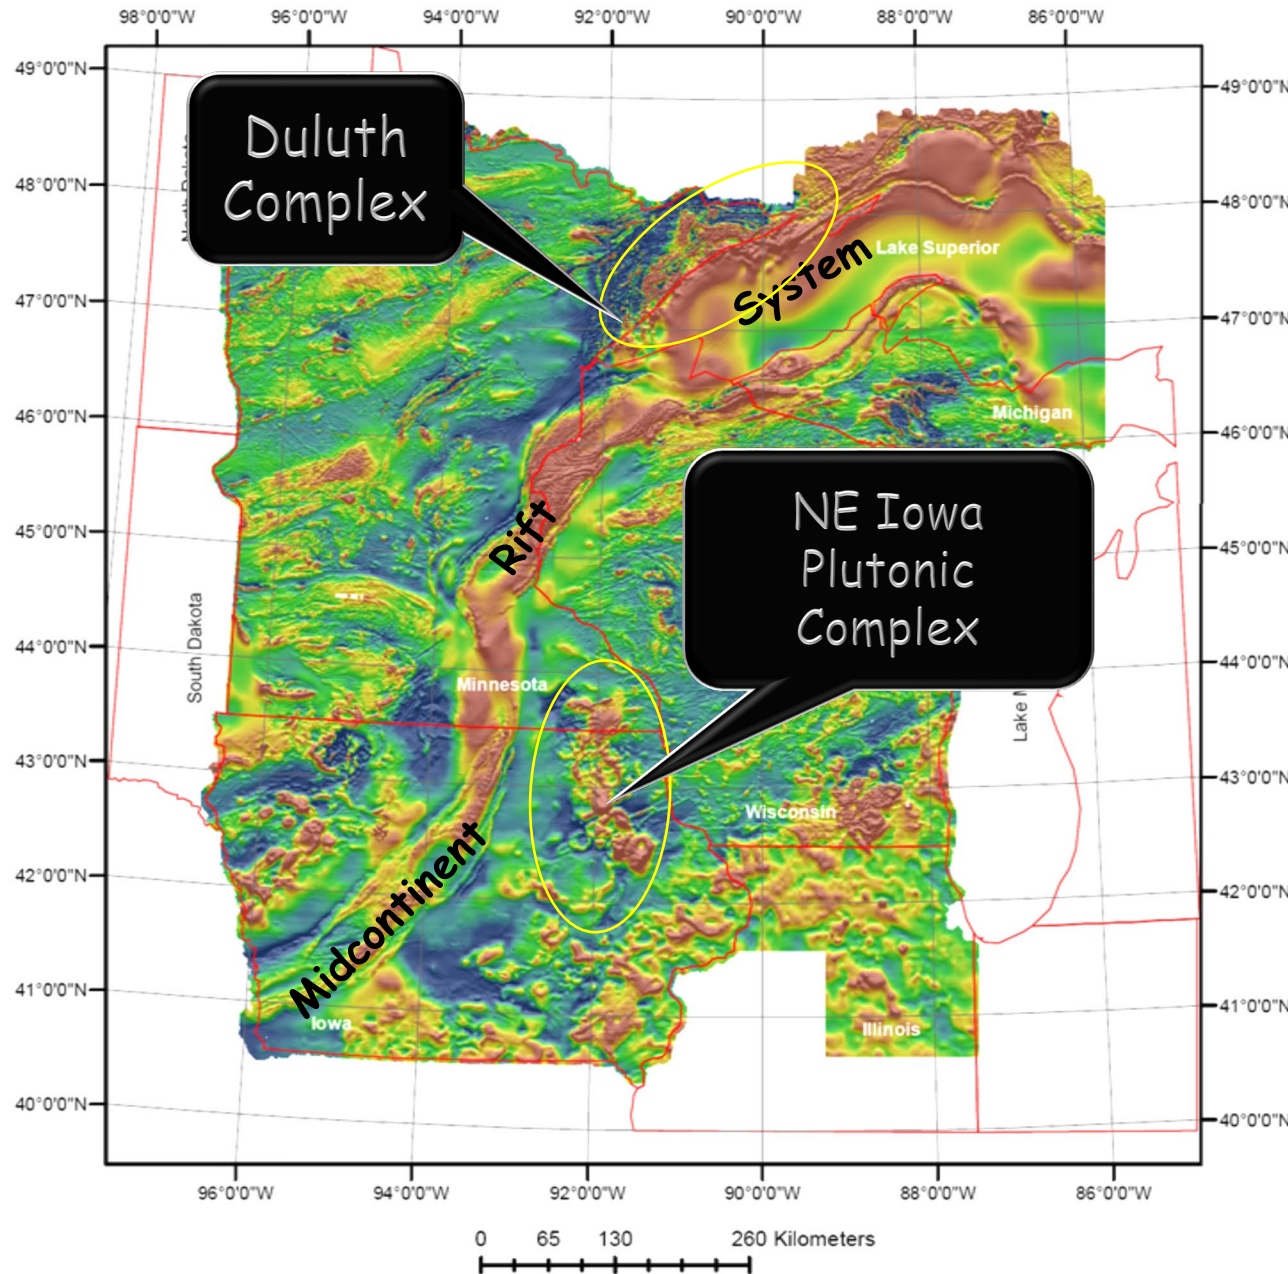 98°0'0"W 96°0'0"W 94°0'0"W 92°0'0"W 90°0'0"W 88°0'0"W 86°0'0"W
49°0'0"N
48°0'0"N
47°0'0"N
46°0'0"N
45°0'0"N
44°0'0"N
43°0'0"N
42°0'0"N
41°0'0"N
40°0'0"N
Duluth
Complex
System
Lake Superior
Michigan
NE Iowa
Plutonic
Complex
Rift
South Dakota
Minnesota
Lake
Wisconsin
Midcontinent
Iowa
Illinois
49°0'0"N
48°0'0"N
47°0'0"N
46°0'0"N
45°0'0"N
44°0'0"N
43°0'0"N
42°0'0"N
41°0'0"N
40°0'0"N
96°0'0"W 94°0'0"W 92°0'0"W 90°0'0"W 88°0'0"W 86°0'0"W
0 65 130 260 Kilometers